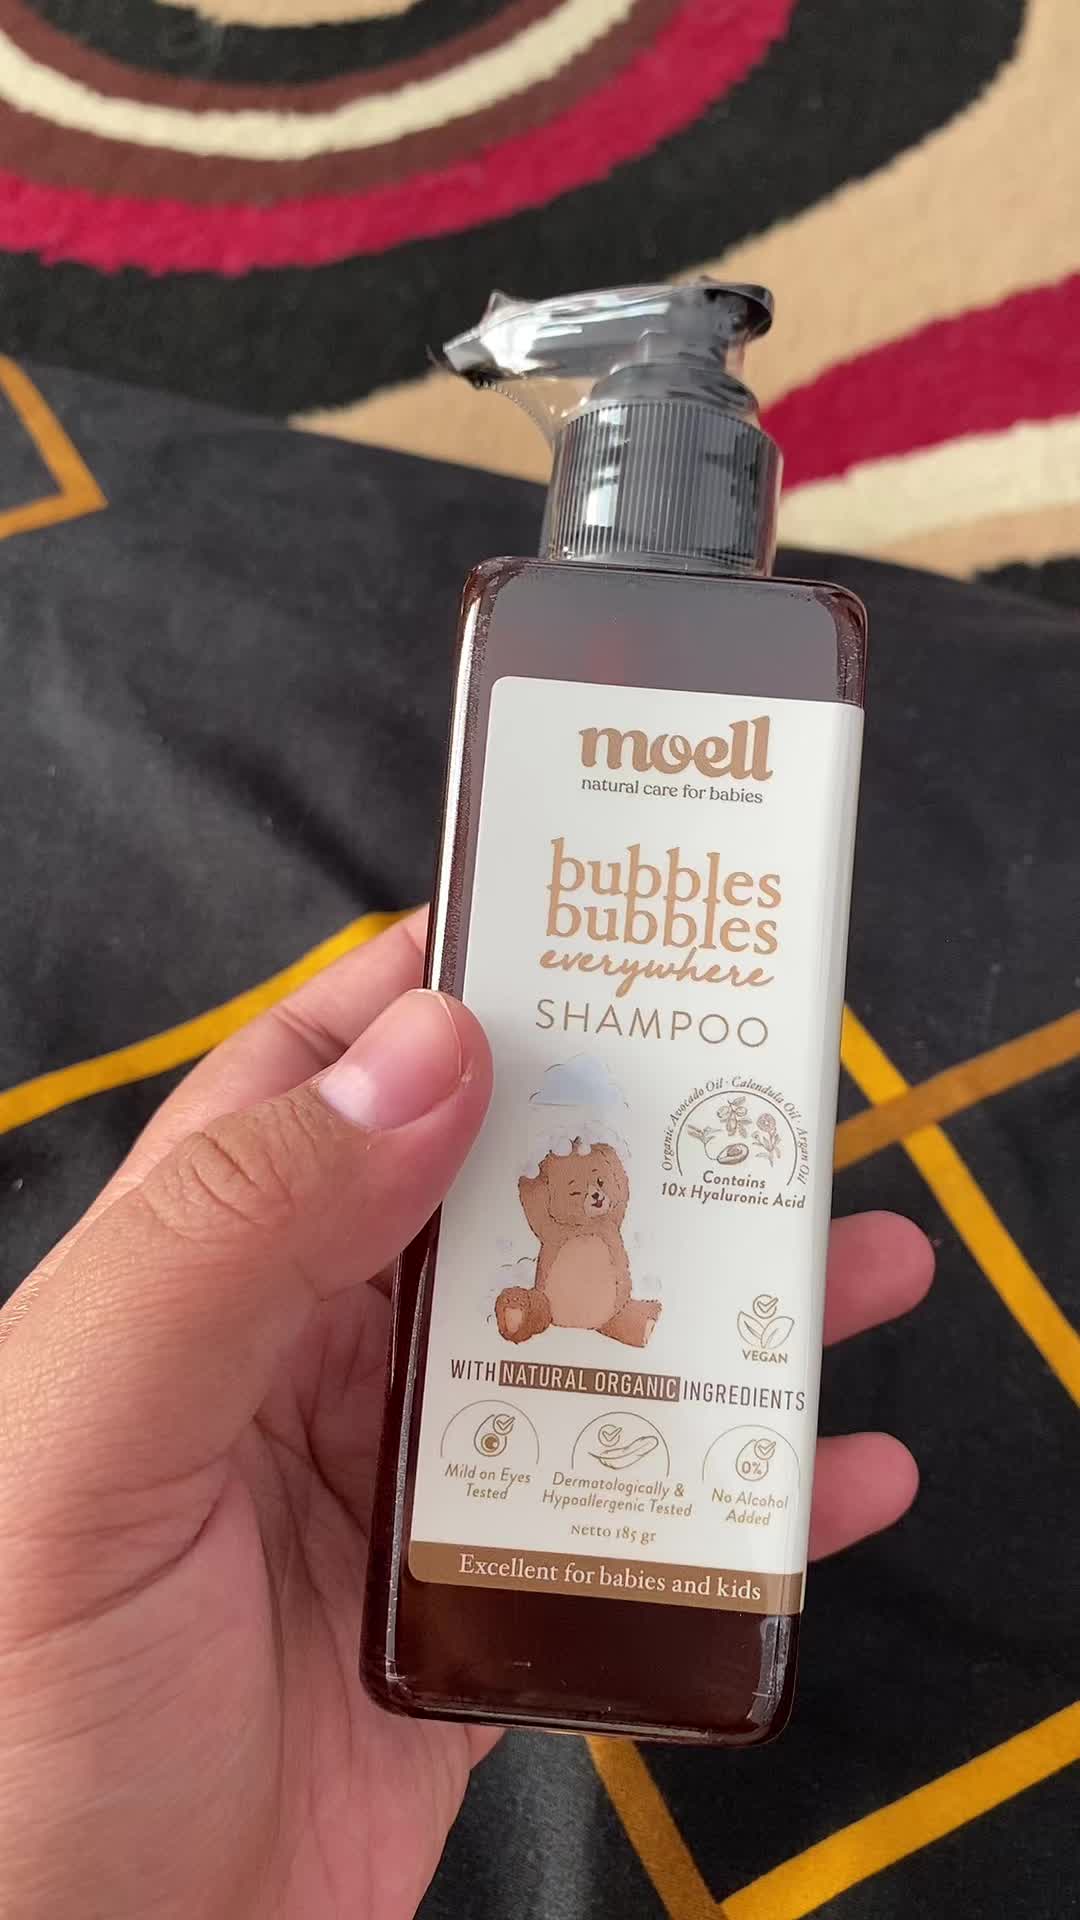 moell
natural care for babies
bubbles
bubbles
everywhere
SHAMPOO
Organic Avocado Oil · Calendula Oil · Argan Oil
Contains
10x Hyaluronic Acid
VEGAN
WITH NATURAL ORGANIC INGREDIENTS
Mild on Eyes
Tested
Dermatologically &
Hypoallergenic Tested
0%
No Alcohol
Added
Netto 185 gr
Excellent for babies and kids